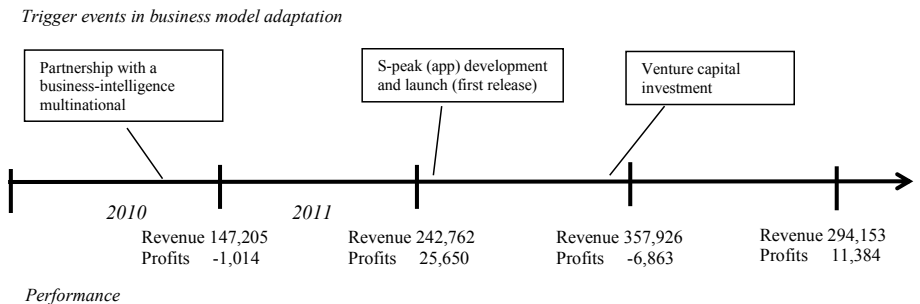 Trigger events in business model adaptation
Partnership with a
business-intelligence
multinational
S-peak (app) development
and launch (first release)
Venture capital
investment
2010
2011
Revenue 147,205
Profits -1,014
Revenue 242,762
Profits 25,650
Revenue 357,926
Profits -6,863
Revenue 294,153
Profits 11,384
Performance